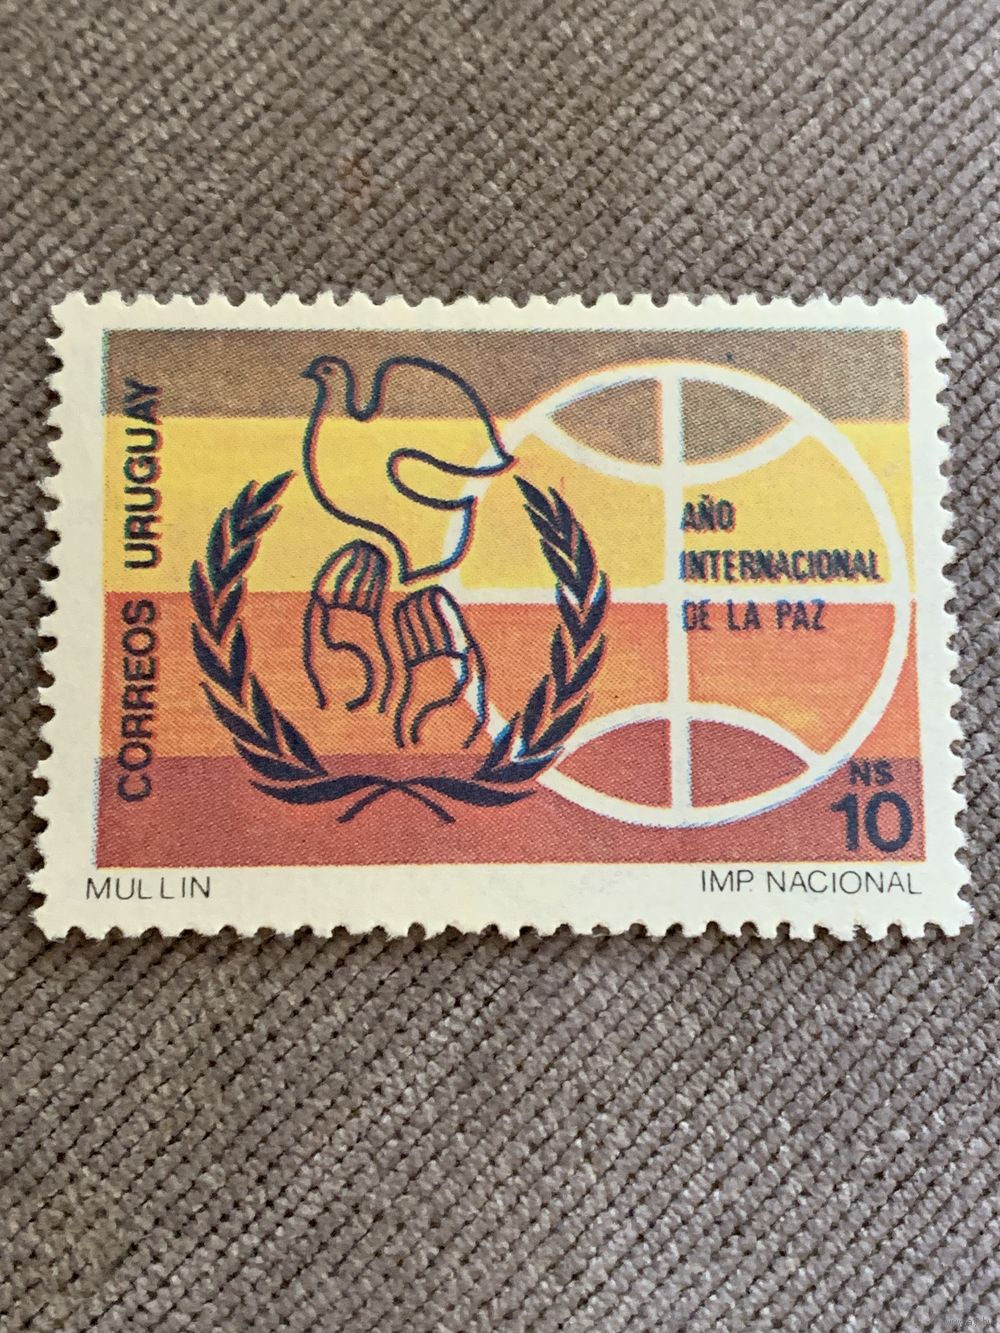 CORREOS URUGUAY
AÑO
INTERNACIONAL
DE LA PAZ
N$
10
MULLIN
IMP. NACIONAL